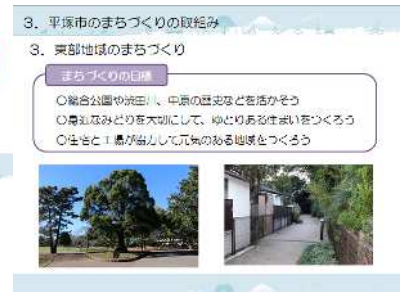 3．平塚市のまちづくりの取組み
3．東部地域のまちづくり
まちづくりの目標
○総合公園や渋田川、中原の歴史などを活かそう
○身近なみどりを大切にして、ゆとりある住まいをつくろう
○住宅と工場が協力して元気のある地域をつくろう